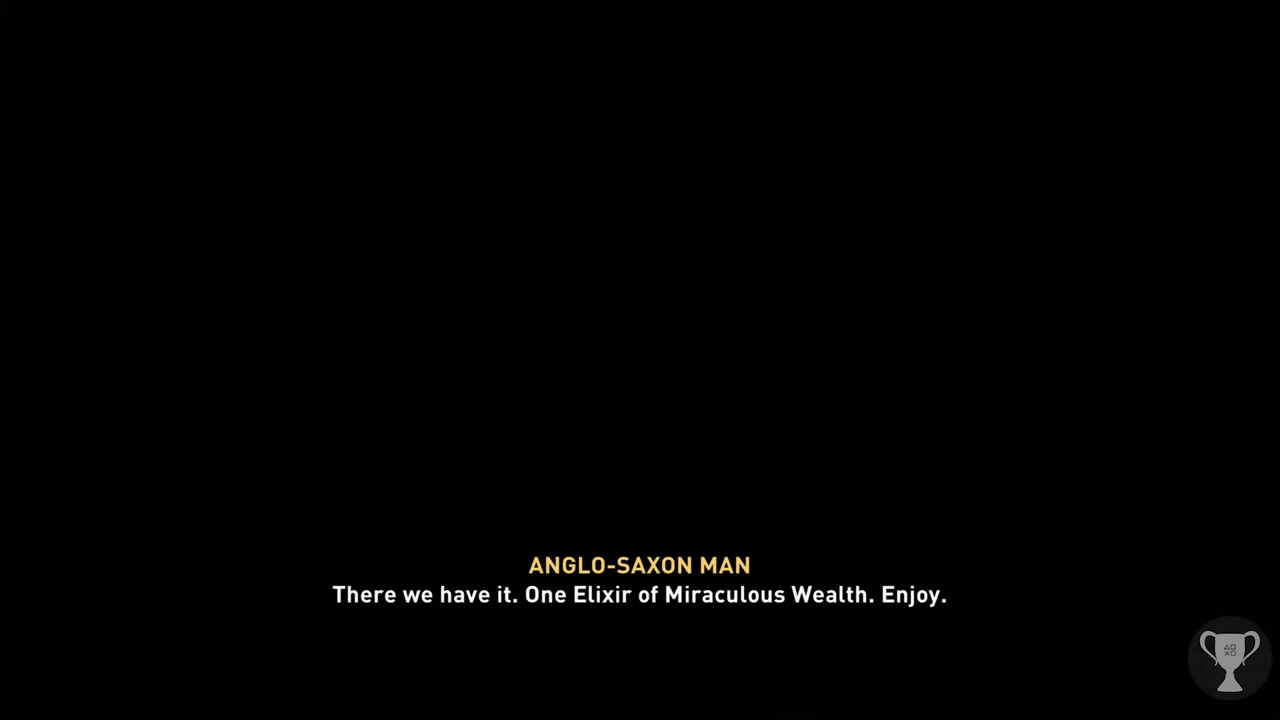 ANGLO-SAXON MAN
There we have it. One Elixir of Miraculous Wealth. Enjoy.